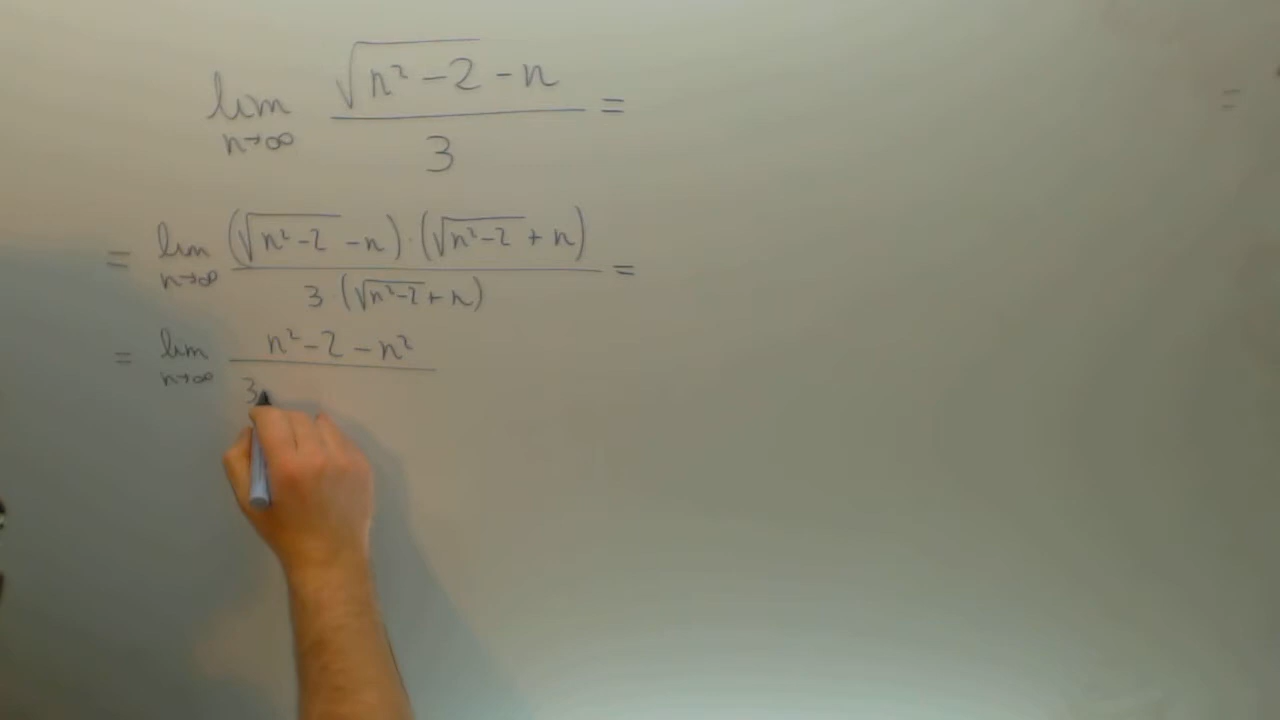 lim n→∞ (√(n²-2) - n) / 3 =
= lim n→∞ ((√(n²-2) - n)·(√(n²-2) + n)) / (3 (√(n²-2) + n)) =
= lim n→∞ (n² - 2 - n²) / 3
=